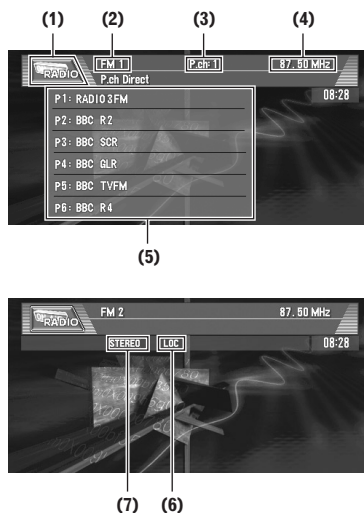 (1) (2) (3) (4)
RADIO FM 1 P.ch: 1 87.50 MHz
P.ch Direct
08:28
P1: RADIO3FM
P2: BBC R2
P3: BBC SCR
P4: BBC GLR
P5: BBC TVFM
P6: BBC R4
(5)
RADIO FM 2 87.50 MHz
STEREO LOC 08:28
(7) (6)